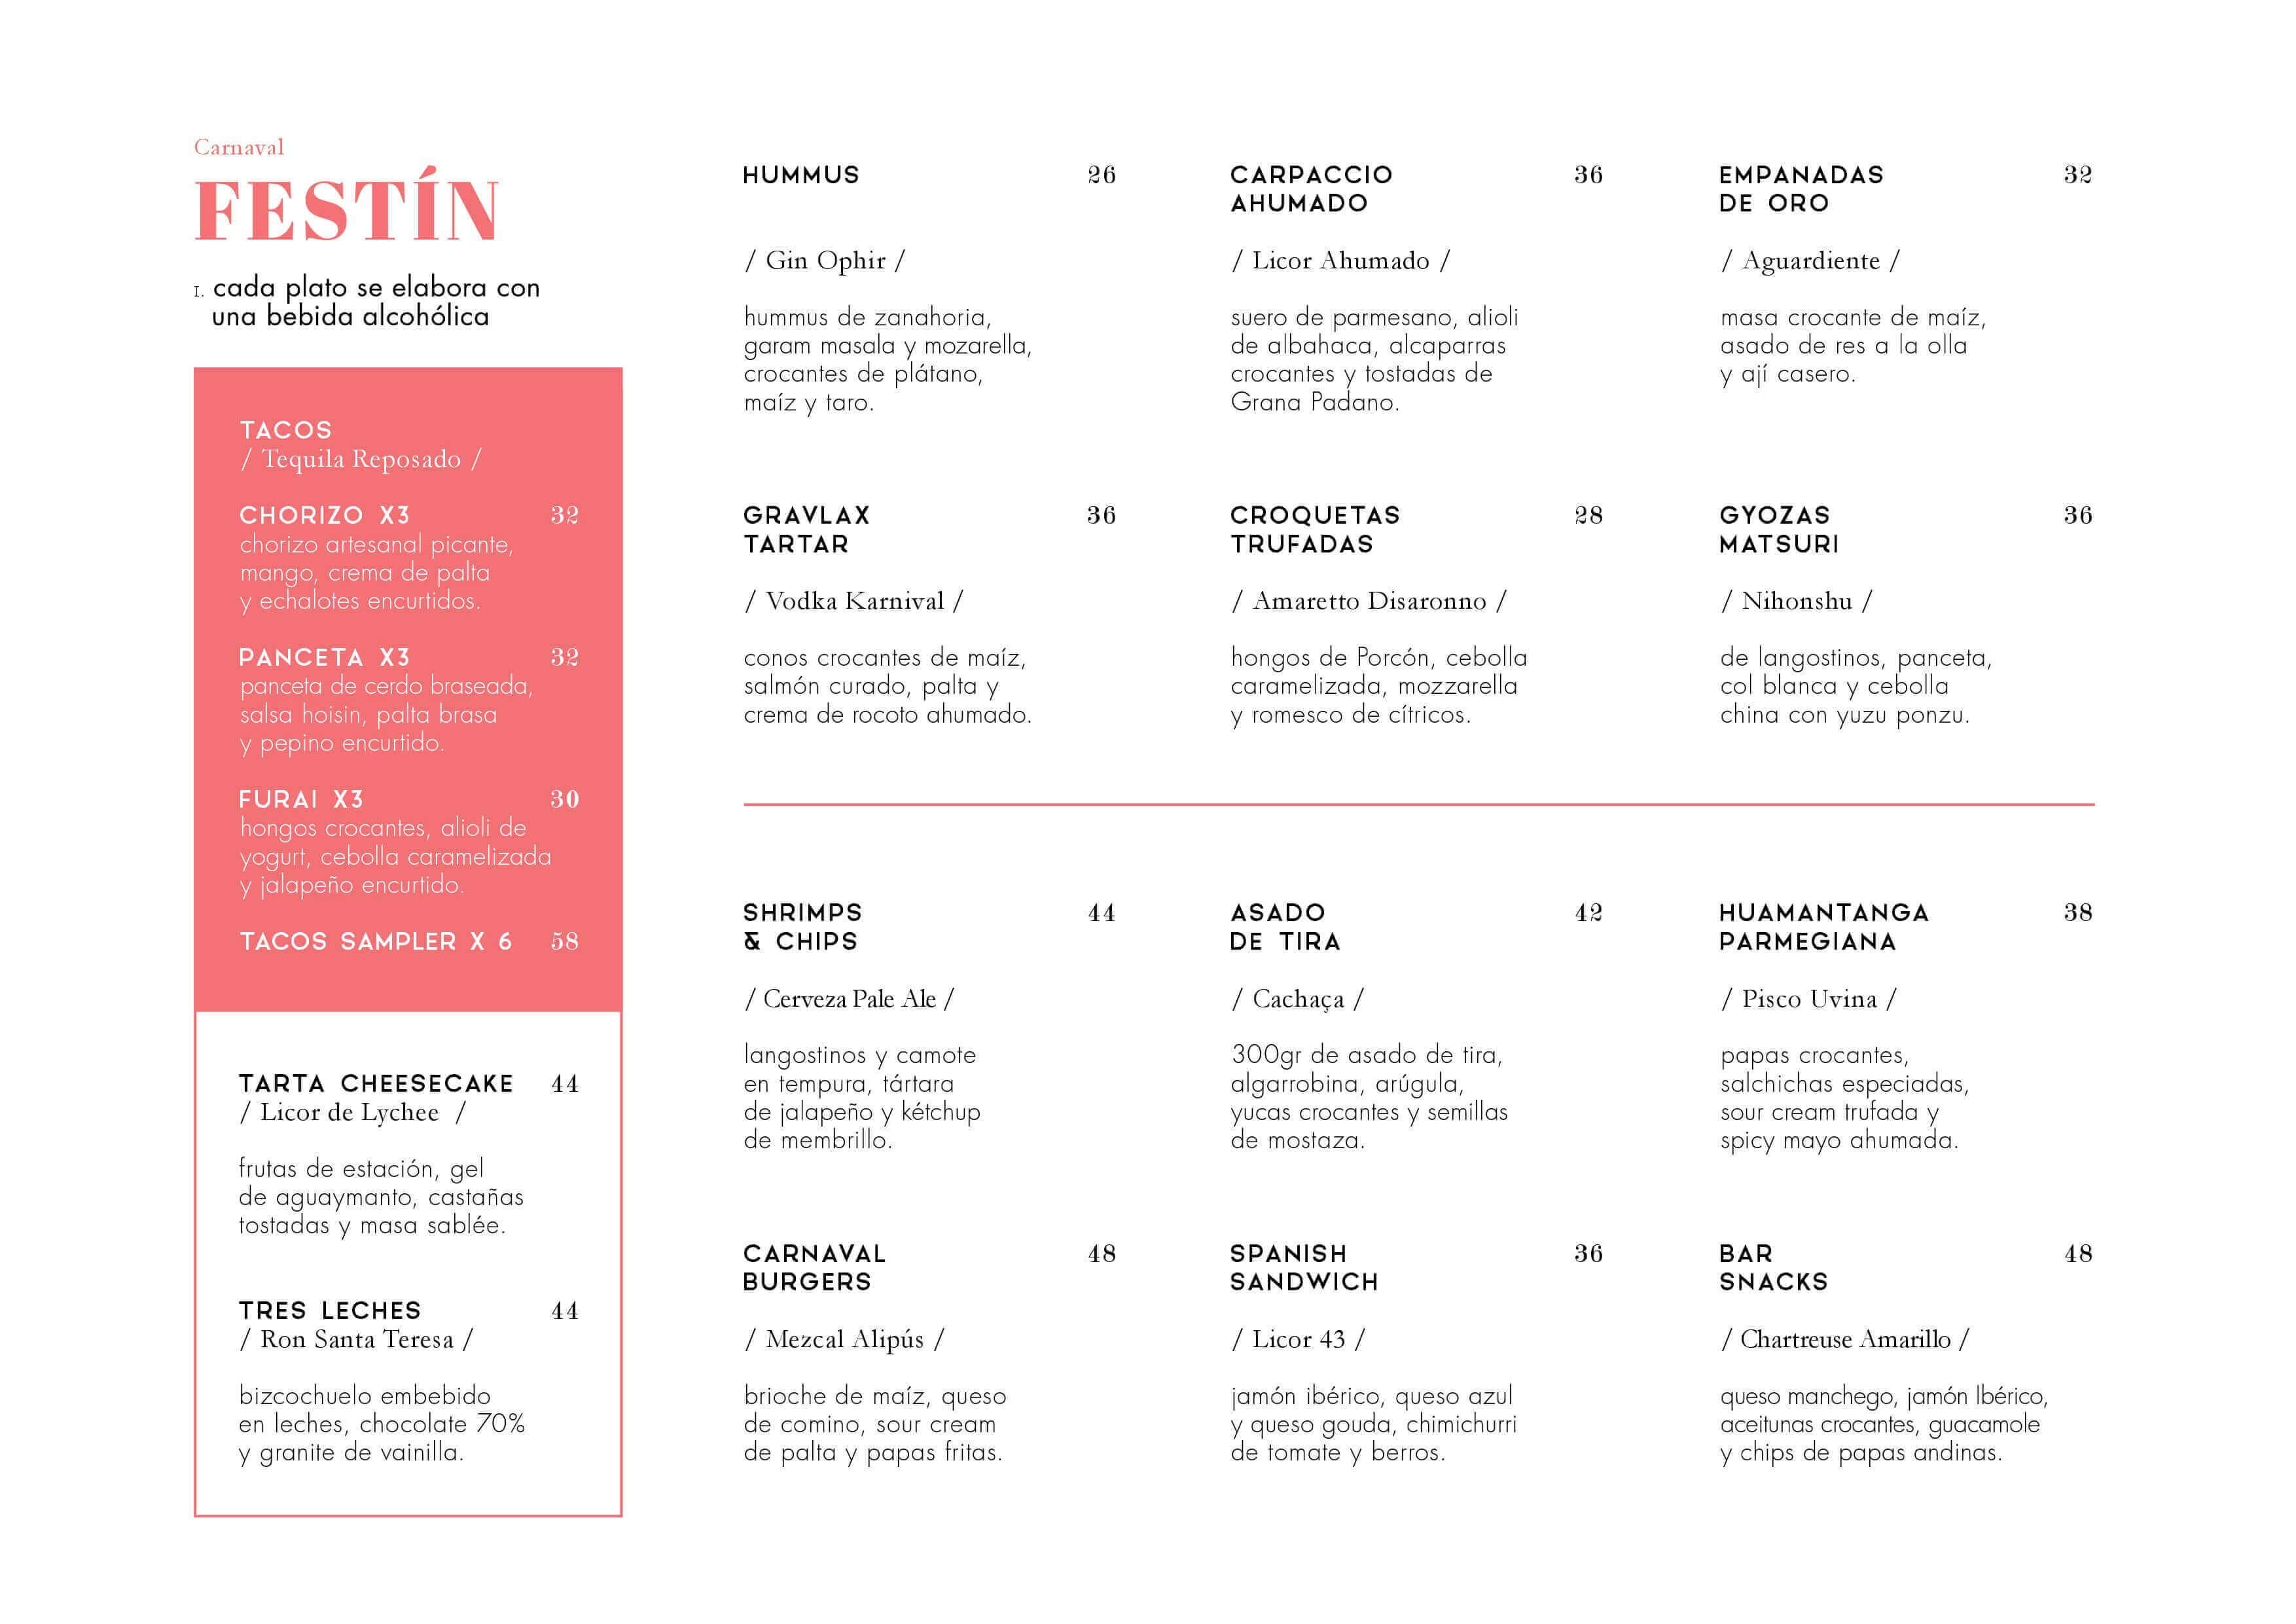 Carnaval
FESTÍN
1. cada plato se elabora con
una bebida alcohólica
TACOS
/ Tequila Reposado /
CHORIZO X3 32
chorizo artesanal picante,
mango, crema de palta
y echalotes encurtidos.
PANCETA X3 32
panceta de cerdo braseada,
salsa hoisin, palta brasa
y pepino encurtido.
FURAI X3 30
hongos crocantes, alioli de
yogurt, cebolla caramelizada
y jalapeño encurtido.
TACOS SAMPLER X 6 58
TARTA CHEESECAKE 44
/ Licor de Lychee /
frutas de estación, gel
de aguaymanto, castañas
tostadas y masa sablée.
TRES LECHES 44
/ Ron Santa Teresa /
bizcochuelo embebido
en leches, chocolate 70%
y granite de vainilla.
HUMMUS 26
/ Gin Ophir /
hummus de zanahoria,
garam masala y mozarella,
crocantes de plátano,
maíz y taro.
CARPACCIO 36
AHUMADO
/ Licor Ahumado /
suero de parmesano, alioli
de albahaca, alcaparras
crocantes y tostadas de
Grana Padano.
EMPANADAS 32
DE ORO
/ Aguardiente /
masa crocante de maíz,
asado de res a la olla
y ají casero.
GRAVLAX 36
TARTAR
/ Vodka Karnival /
conos crocantes de maíz,
salmón curado, palta y
crema de rocoto ahumado.
CROQUETAS 28
TRUFADAS
/ Amaretto Disaronno /
hongos de Porcón, cebolla
caramelizada, mozzarella
y romesco de cítricos.
GYOZAS 36
MATSURI
/ Nihonshu /
de langostinos, panceta,
col blanca y cebolla
china con yuzu ponzu.
SHRIMPS 44
& CHIPS
/ Cerveza Pale Ale /
langostinos y camote
en tempura, tártara
de jalapeño y kétchup
de membrillo.
ASADO 42
DE TIRA
/ Cachaça /
300gr de asado de tira,
algarrobina, arúgula,
yucas crocantes y semillas
de mostaza.
HUAMANTANGA 38
PARMEGIANA
/ Pisco Uvina /
papas crocantes,
salchichas especiadas,
sour cream trufada y
spicy mayo ahumada.
CARNAVAL 48
BURGERS
/ Mezcal Alipús /
brioche de maíz, queso
de comino, sour cream
de palta y papas fritas.
SPANISH 36
SANDWICH
/ Licor 43 /
jamón ibérico, queso azul
y queso gouda, chimichurri
de tomate y berros.
BAR 48
SNACKS
/ Chartreuse Amarillo /
queso manchego, jamón Ibérico,
aceitunas crocantes, guacamole
y chips de papas andinas.